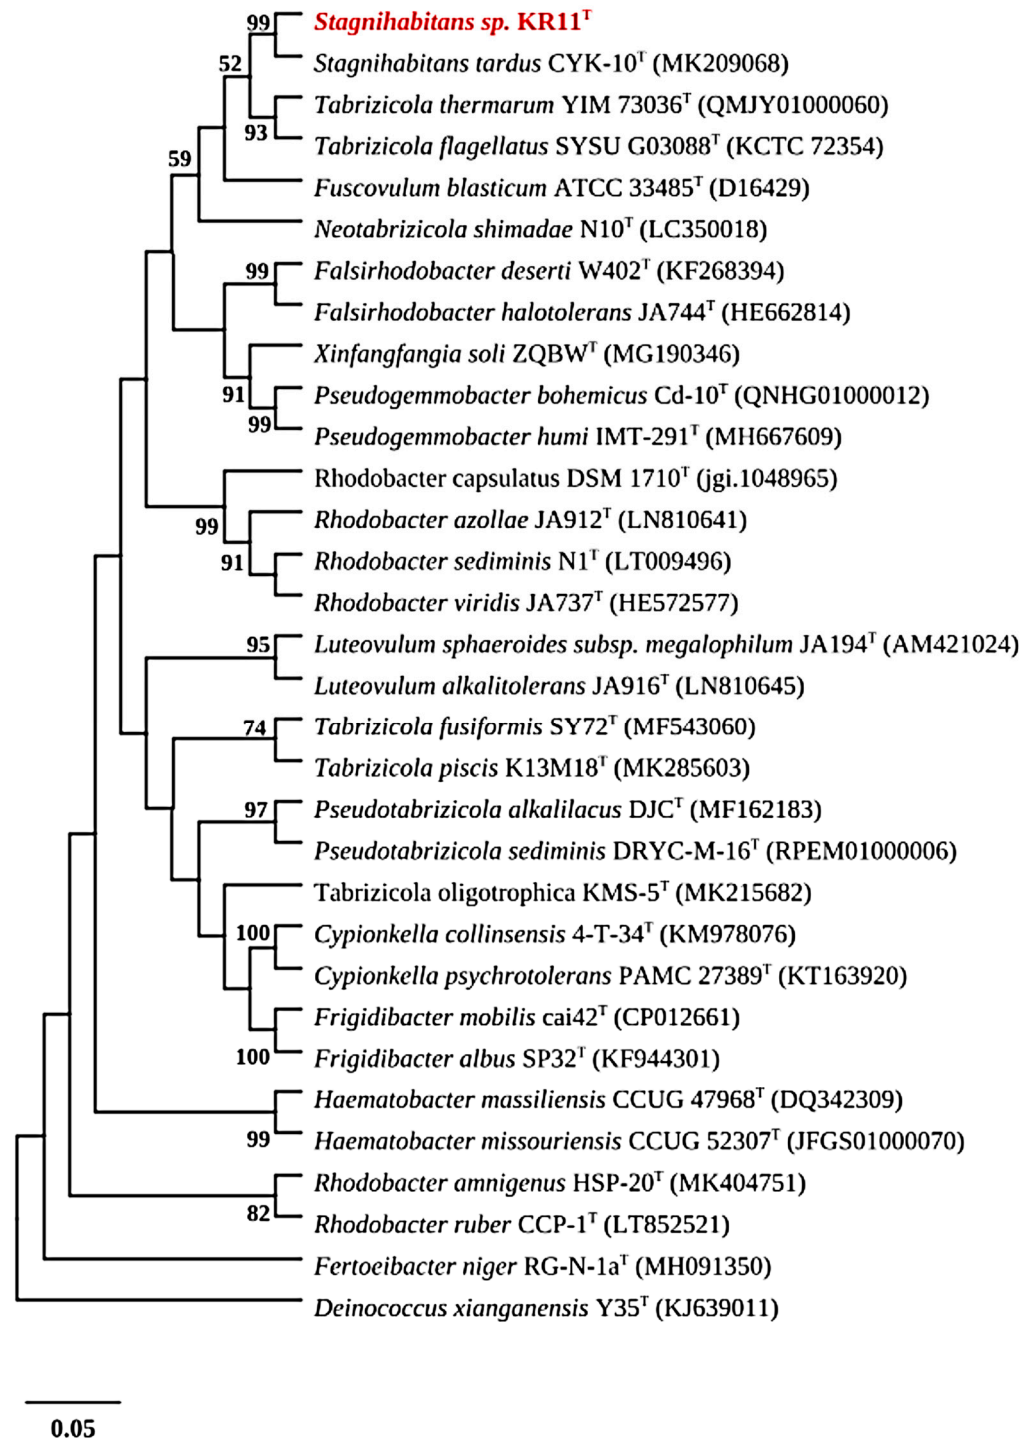 99
Stagnihabitans sp. KR11ᵀ
52
Stagnihabitans tardus CYK-10ᵀ (MK209068)
Tabrizicola thermarum YIM 73036ᵀ (QMJY01000060)
93
Tabrizicola flagellatus SYSU G03088ᵀ (KCTC 72354)
59
Fuscovulum blasticum ATCC 33485ᵀ (D16429)
Neotabrizicola shimadae N10ᵀ (LC350018)
99
Falsirhodobacter deserti W402ᵀ (KF268394)
Falsirhodobacter halotolerans JA744ᵀ (HE662814)
Xinfangfangia soli ZQBWᵀ (MG190346)
91
Pseudogemmobacter bohemicus Cd-10ᵀ (QNHG01000012)
99
Pseudogemmobacter humi IMT-291ᵀ (MH667609)
Rhodobacter capsulatus DSM 1710ᵀ (jgi.1048965)
99
Rhodobacter azollae JA912ᵀ (LN810641)
91
Rhodobacter sediminis N1ᵀ (LT009496)
Rhodobacter viridis JA737ᵀ (HE572577)
95
Luteovulum sphaeroides subsp. megalophilum JA194ᵀ (AM421024)
Luteovulum alkalitolerans JA916ᵀ (LN810645)
74
Tabrizicola fusiformis SY72ᵀ (MF543060)
Tabrizicola piscis K13M18ᵀ (MK285603)
97
Pseudotabrizicola alkalilacus DJCᵀ (MF162183)
Pseudotabrizicola sediminis DRYC-M-16ᵀ (RPEM01000006)
Tabrizicola oligotrophica KMS-5ᵀ (MK215682)
100
Cypionkella collinsensis 4-T-34ᵀ (KM978076)
Cypionkella psychrotolerans PAMC 27389ᵀ (KT163920)
Frigidibacter mobilis cai42ᵀ (CP012661)
100
Frigidibacter albus SP32ᵀ (KF944301)
Haematobacter massiliensis CCUG 47968ᵀ (DQ342309)
99
Haematobacter missouriensis CCUG 52307ᵀ (JFGS01000070)
Rhodobacter amnigenus HSP-20ᵀ (MK404751)
82
Rhodobacter ruber CCP-1ᵀ (LT852521)
Fertoeibacter niger RG-N-1aᵀ (MH091350)
Deinococcus xianganensis Y35ᵀ (KJ639011)
0.05